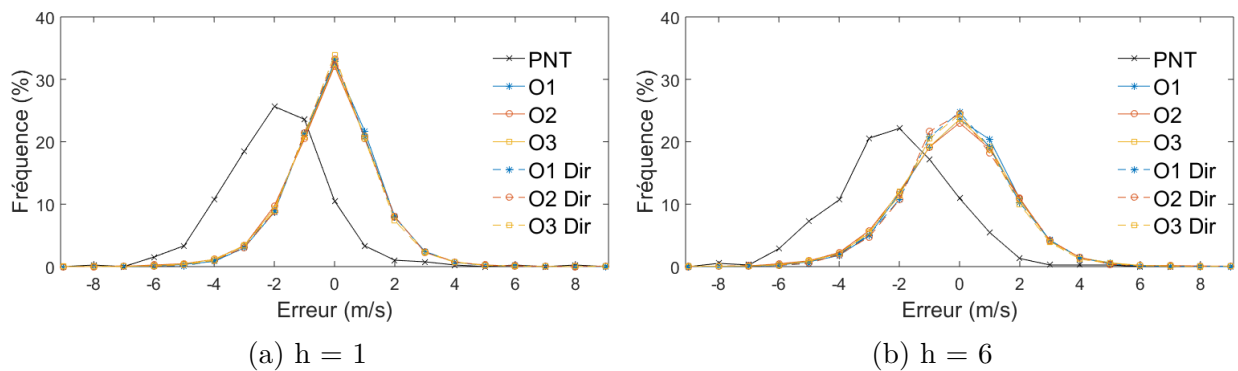 40
30
20
10
0
Fréquence (%)
-8 -6 -4 -2 0 2 4 6 8
Erreur (m/s)
PNT
O1
O2
O3
O1 Dir
O2 Dir
O3 Dir
(a) h = 1
40
30
20
10
0
Fréquence (%)
-8 -6 -4 -2 0 2 4 6 8
Erreur (m/s)
PNT
O1
O2
O3
O1 Dir
O2 Dir
O3 Dir
(b) h = 6